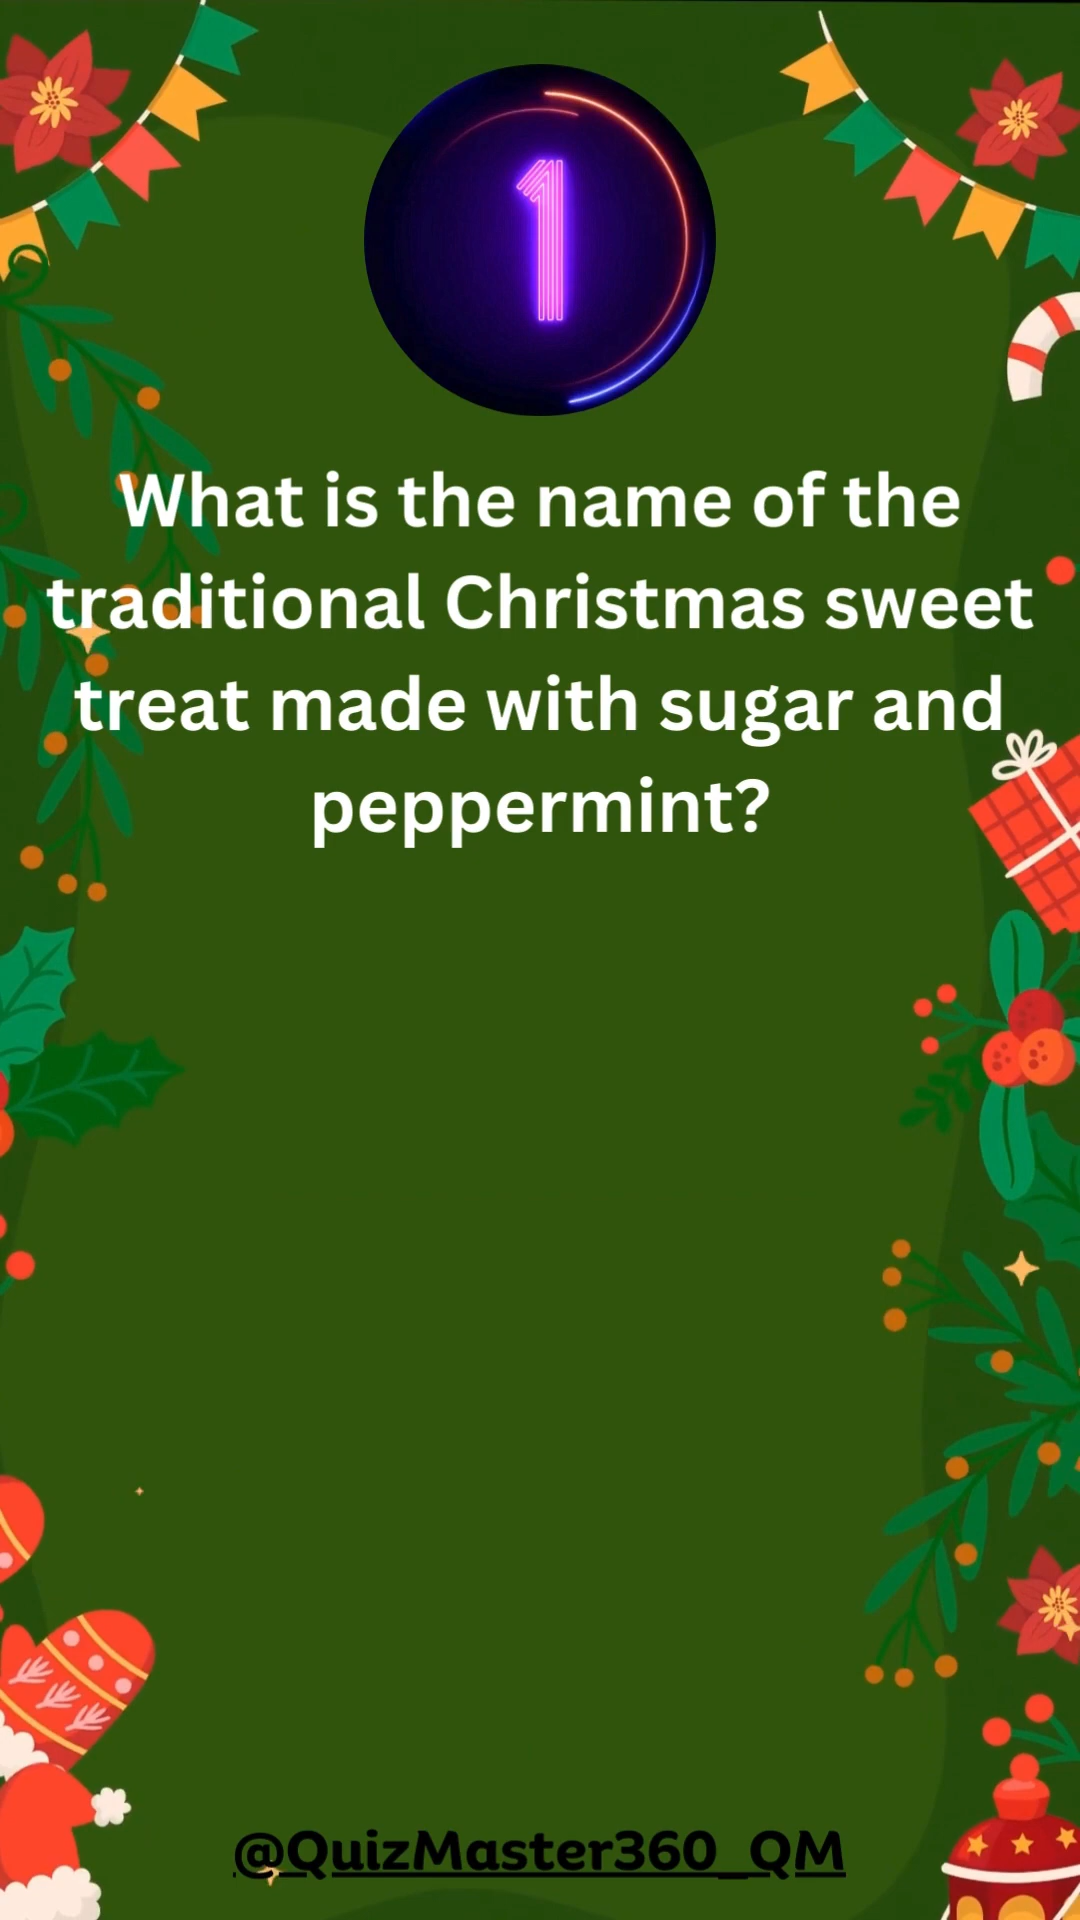 1
What is the name of the
traditional Christmas sweet
treat made with sugar and
peppermint?
@QuizMaster360_QM